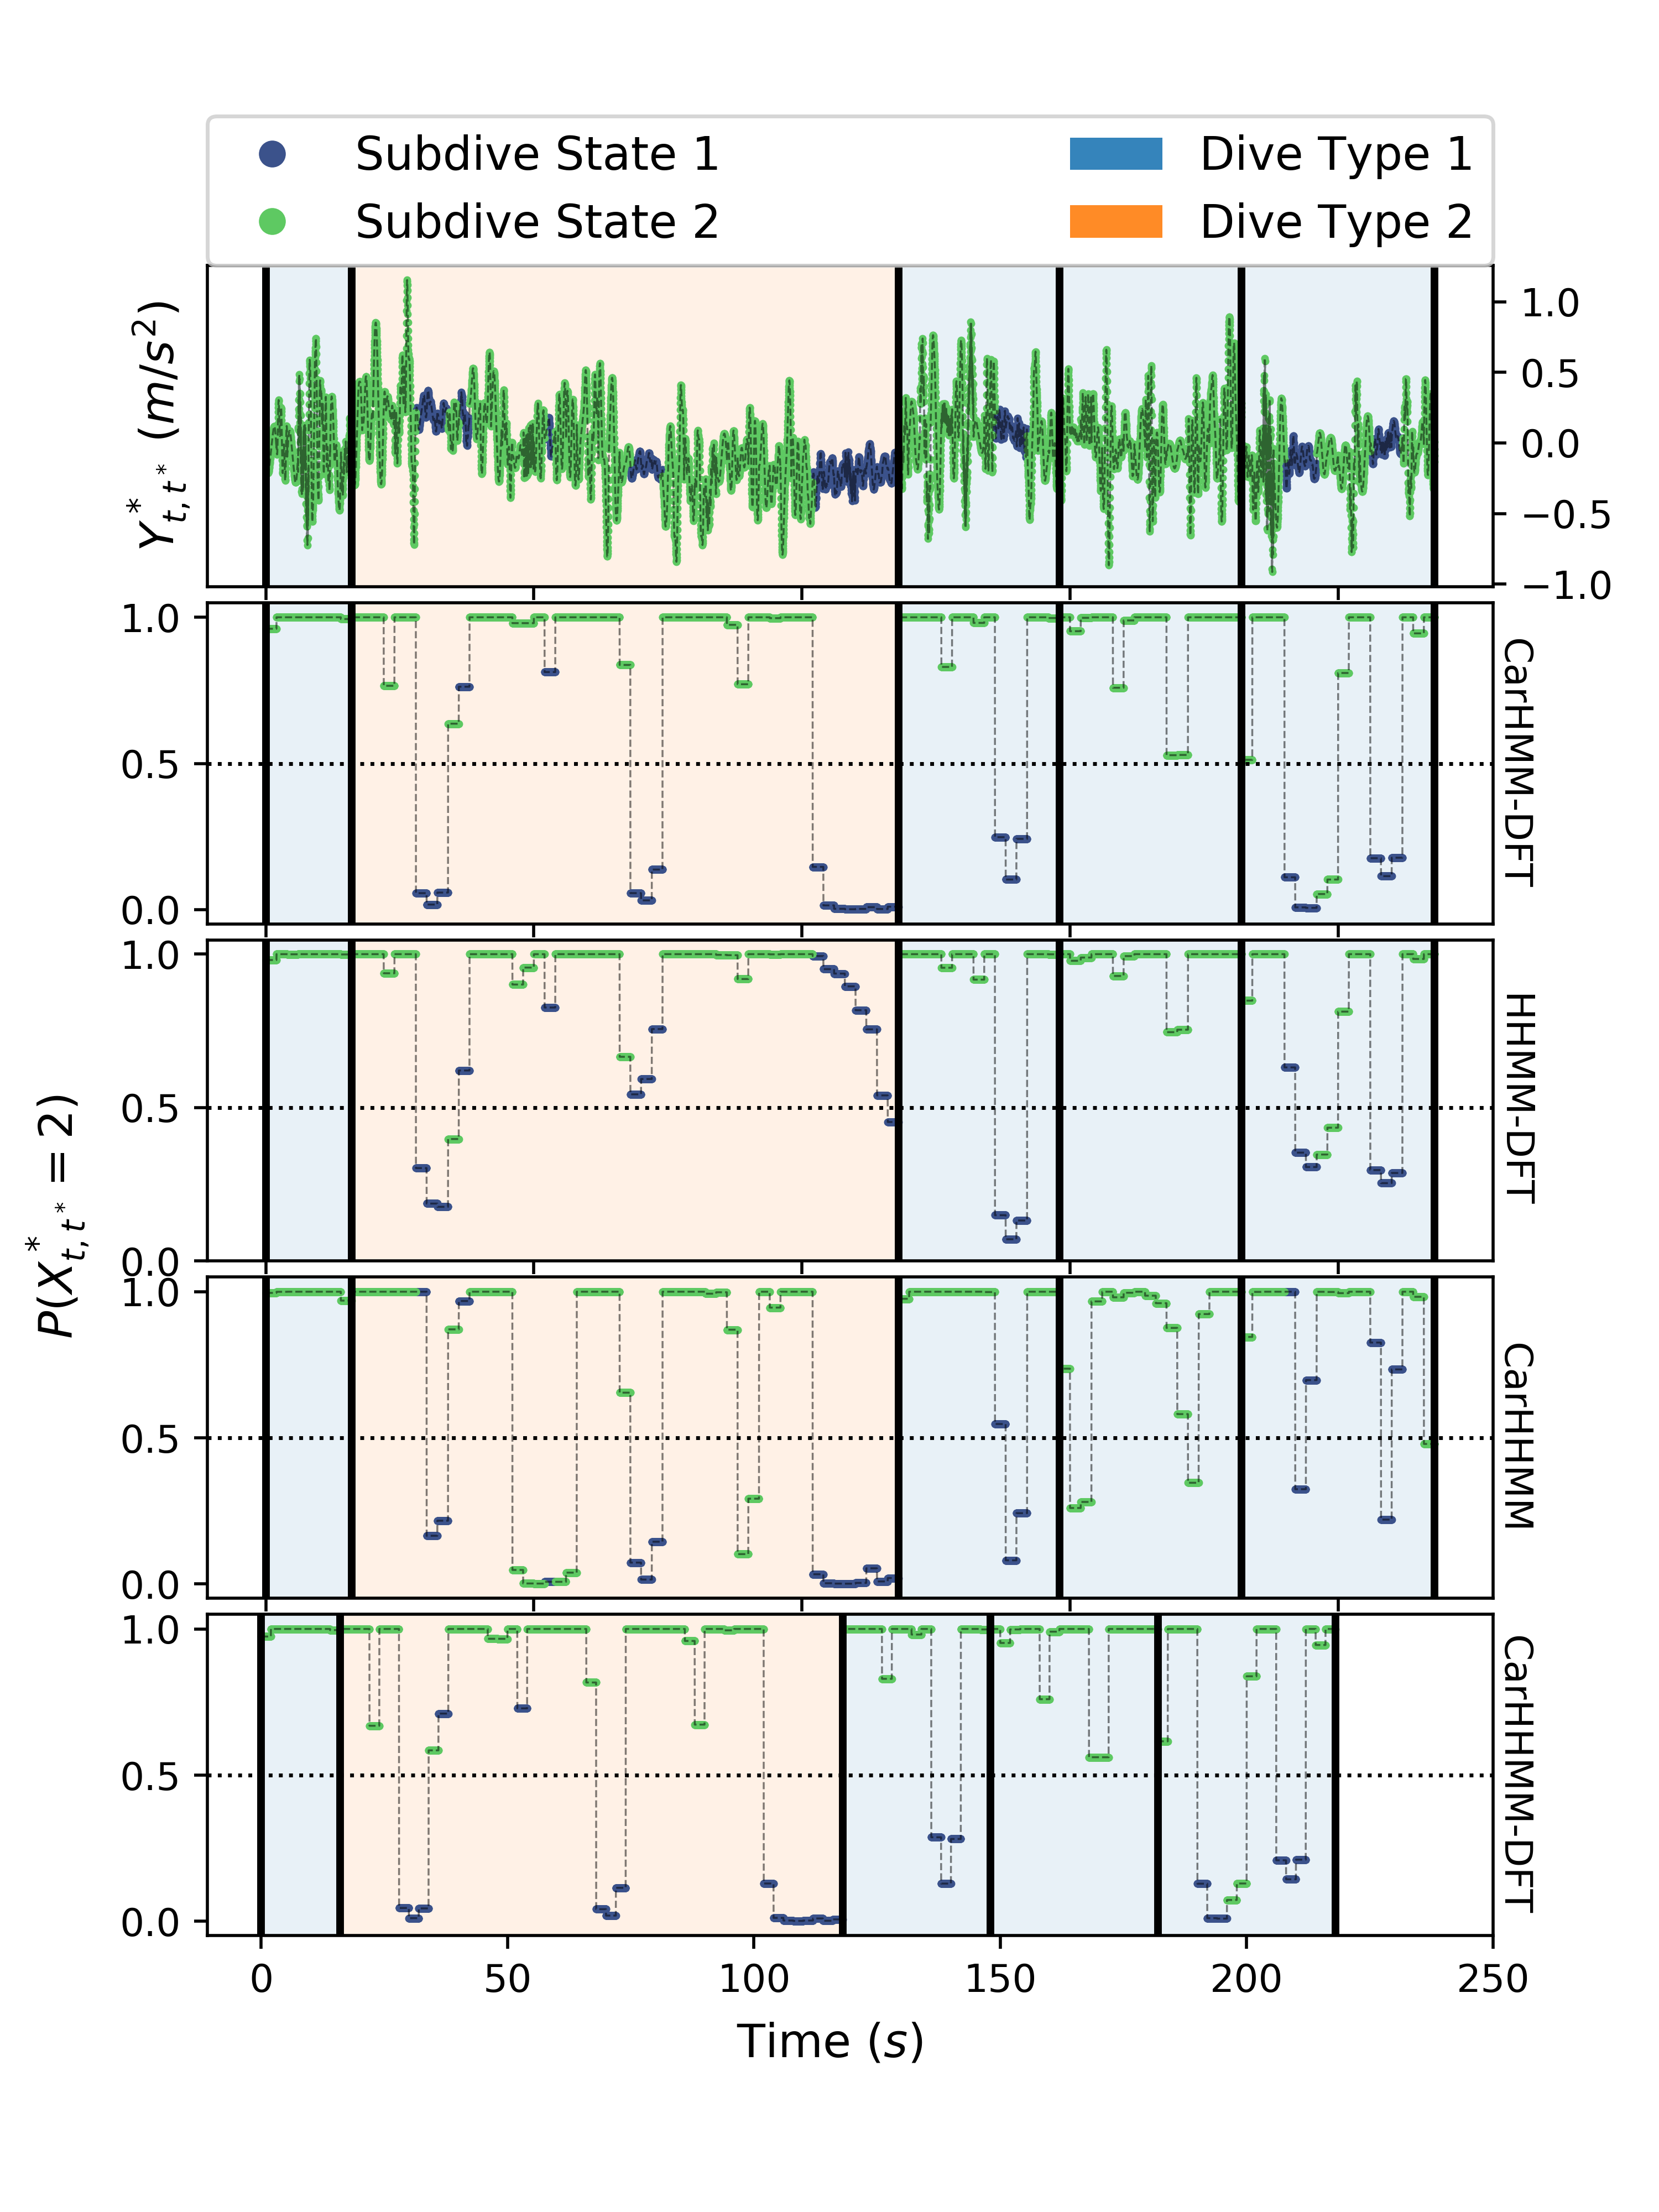 Subdive State 1
Dive Type 1
Subdive State 2
Dive Type 2
Y*t,t* (m/s²)
1.0
0.5
0.0
−0.5
−1.0
1.0
0.5
0.0
CarHMM-DFT
1.0
0.5
0.0
HHMM-DFT
P(X*t,t* = 2)
1.0
0.5
0.0
CarHHMM
1.0
0.5
0.0
CarHHMM-DFT
0 50 100 150 200 250
Time (s)